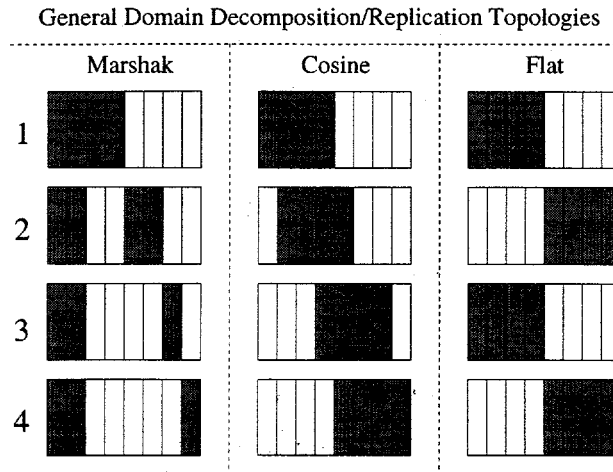 General Domain Decomposition/Replication Topologies
Marshak Cosine Flat
1
2
3
4